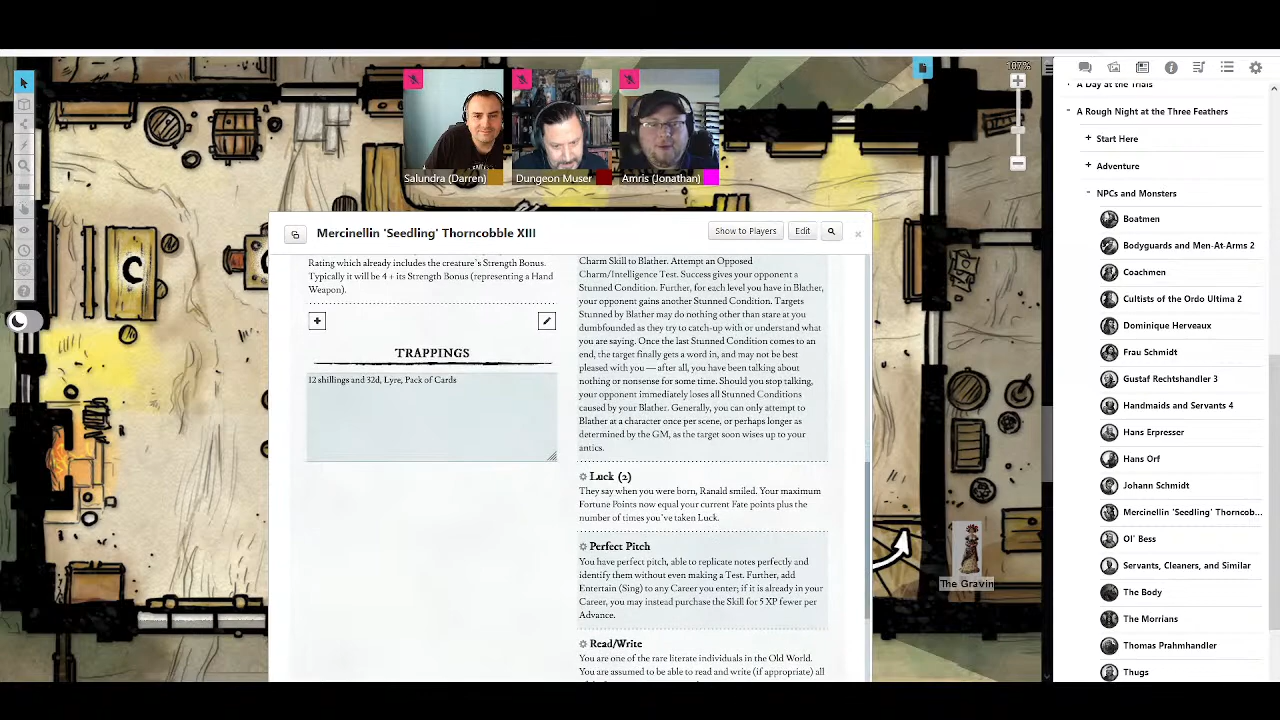 Salundra (Darren)
Dungeon Muser
Amris (Jonathan)
107%
C
The Gravin
Mercinellin 'Seedling' Thorncobble XIII
Show to Players
Edit
Rating which already includes the creature's Strength Bonus.
Typically it will be 4 + its Strength Bonus (representing a Hand
Weapon).
TRAPPINGS
12 shillings and 32d, Lyre, Pack of Cards
Charm Skill to Blather. Attempt an Opposed
Charm/Intelligence Test. Success gives your opponent a
Stunned Condition. Further, for each level you have in Blather,
your opponent gains another Stunned Condition. Targets
Stunned by Blather may do nothing other than stare at you
dumbfounded as they try to catch-up with or understand what
you are saying. Once the last Stunned Condition comes to an
end, the target finally gets a word in, and may not be best
pleased with you — after all, you have been talking about
nothing or nonsense for some time. Should you stop talking,
your opponent immediately loses all Stunned Conditions
caused by your Blather. Generally, you can only attempt to
Blather at a character once per scene, or perhaps longer as
determined by the GM, as the target soon wises up to your
antics.
Luck (2)
They say when you were born, Ranald smiled. Your maximum
Fortune Points now equal your current Fate points plus the
number of times you've taken Luck.
Perfect Pitch
You have perfect pitch, able to replicate notes perfectly and
identify them without even making a Test. Further, add
Entertain (Sing) to any Career you enter; if it is already in your
Career, you may instead purchase the Skill for 5 XP fewer per
Advance.
Read/Write
You are one of the rare literate individuals in the Old World.
You are assumed to be able to read and write (if appropriate) all
A Day at the Trials
A Rough Night at the Three Feathers
Start Here
Adventure
NPCs and Monsters
Boatmen
Bodyguards and Men-At-Arms 2
Coachmen
Cultists of the Ordo Ultima 2
Dominique Herveaux
Frau Schmidt
Gustaf Rechtshandler 3
Handmaids and Servants 4
Hans Erpresser
Hans Orf
Johann Schmidt
Mercinellin 'Seedling' Thorncob...
Ol' Bess
Servants, Cleaners, and Similar
The Body
The Morrians
Thomas Prahmhandler
Thugs